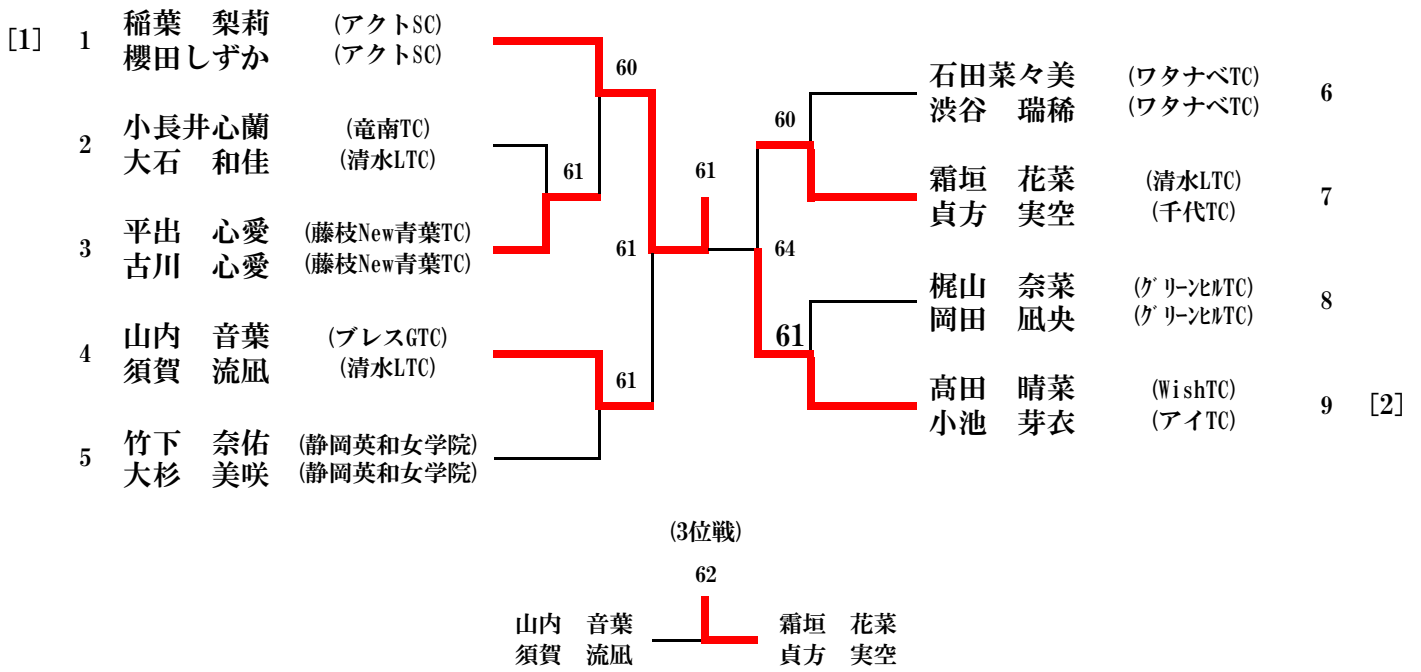 [1] 1 稲葉　梨莉 (アクトSC)
櫻田しずか (アクトSC)
2 小長井心蘭 (竜南TC)
大石　和佳 (清水LTC)
3 平出　心愛 (藤枝New青葉TC)
古川　心愛 (藤枝New青葉TC)
4 山内　音葉 (ブレスGTC)
須賀　流凪 (清水LTC)
5 竹下　奈佑 (静岡英和女学院)
大杉　美咲 (静岡英和女学院)
60
61
61
61
61
60
64
61
石田菜々美 (ワタナベTC) 6
渋谷　瑞稀 (ワタナベTC)
霜垣　花菜 (清水LTC) 7
貞方　実空 (千代TC)
梶山　奈菜 (グリーンヒルTC) 8
岡田　凪央 (グリーンヒルTC)
髙田　晴菜 (WishTC) 9 [2]
小池　芽衣 (アイTC)
(3位戦)
62
山内　音葉 霜垣　花菜
須賀　流凪 貞方　実空